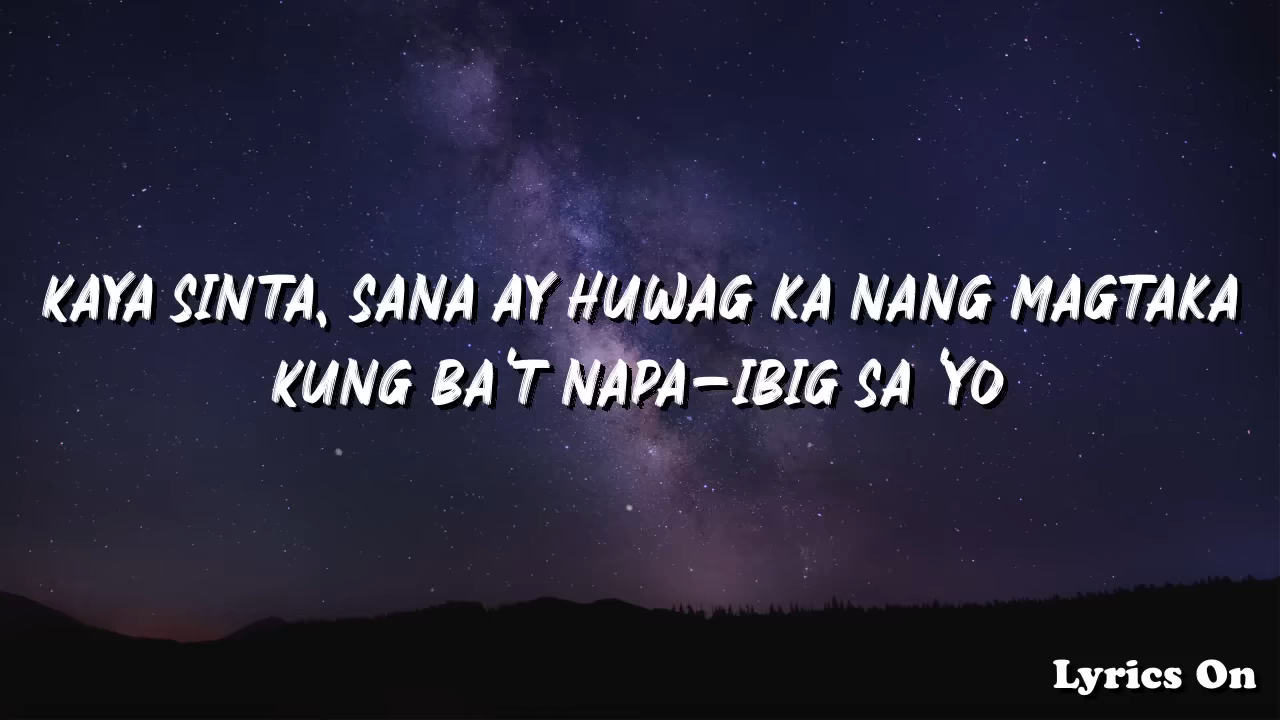 KAYA SINTA, SANA AY HUWAG KA NANG MAGTAKA
KUNG BA'T NAPA-IBIG SA 'YO
Lyrics On